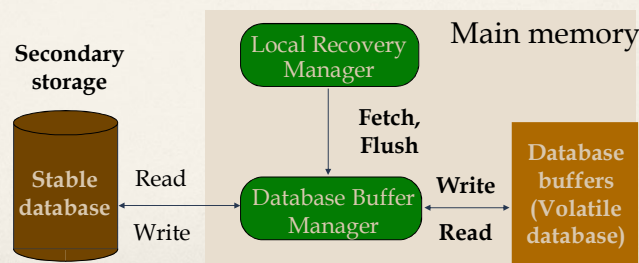 Main memory
Local Recovery
Manager
Secondary
storage
Fetch,
Flush
Stable
database
Read
Write
Database Buffer
Manager
Write
Read
Database
buffers
(Volatile
database)